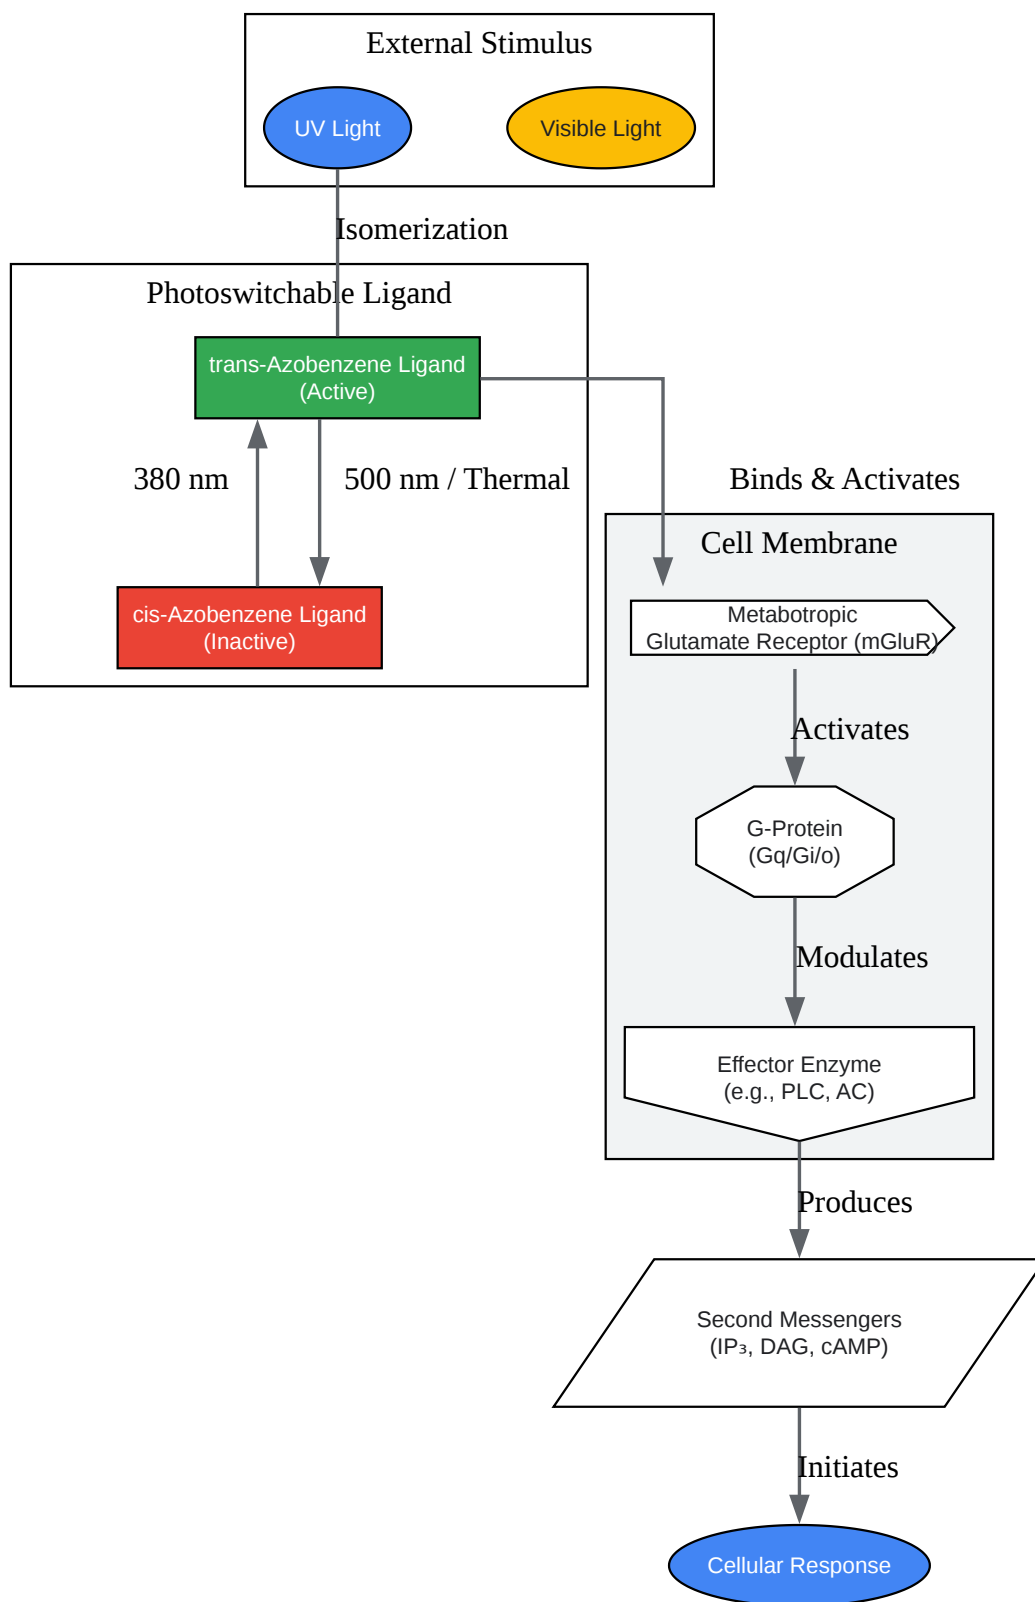 External Stimulus
UV Light
Visible Light
Isomerization
Photoswitchable Ligand
trans-Azobenzene Ligand
(Active)
380 nm
500 nm / Thermal
Binds & Activates
cis-Azobenzene Ligand
(Inactive)
Cell Membrane
Metabotropic
Glutamate Receptor (mGluR)
Activates
G-Protein
(Gq/Gi/o)
Modulates
Effector Enzyme
(e.g., PLC, AC)
Produces
Second Messengers
(IP₃, DAG, cAMP)
Initiates
Cellular Response